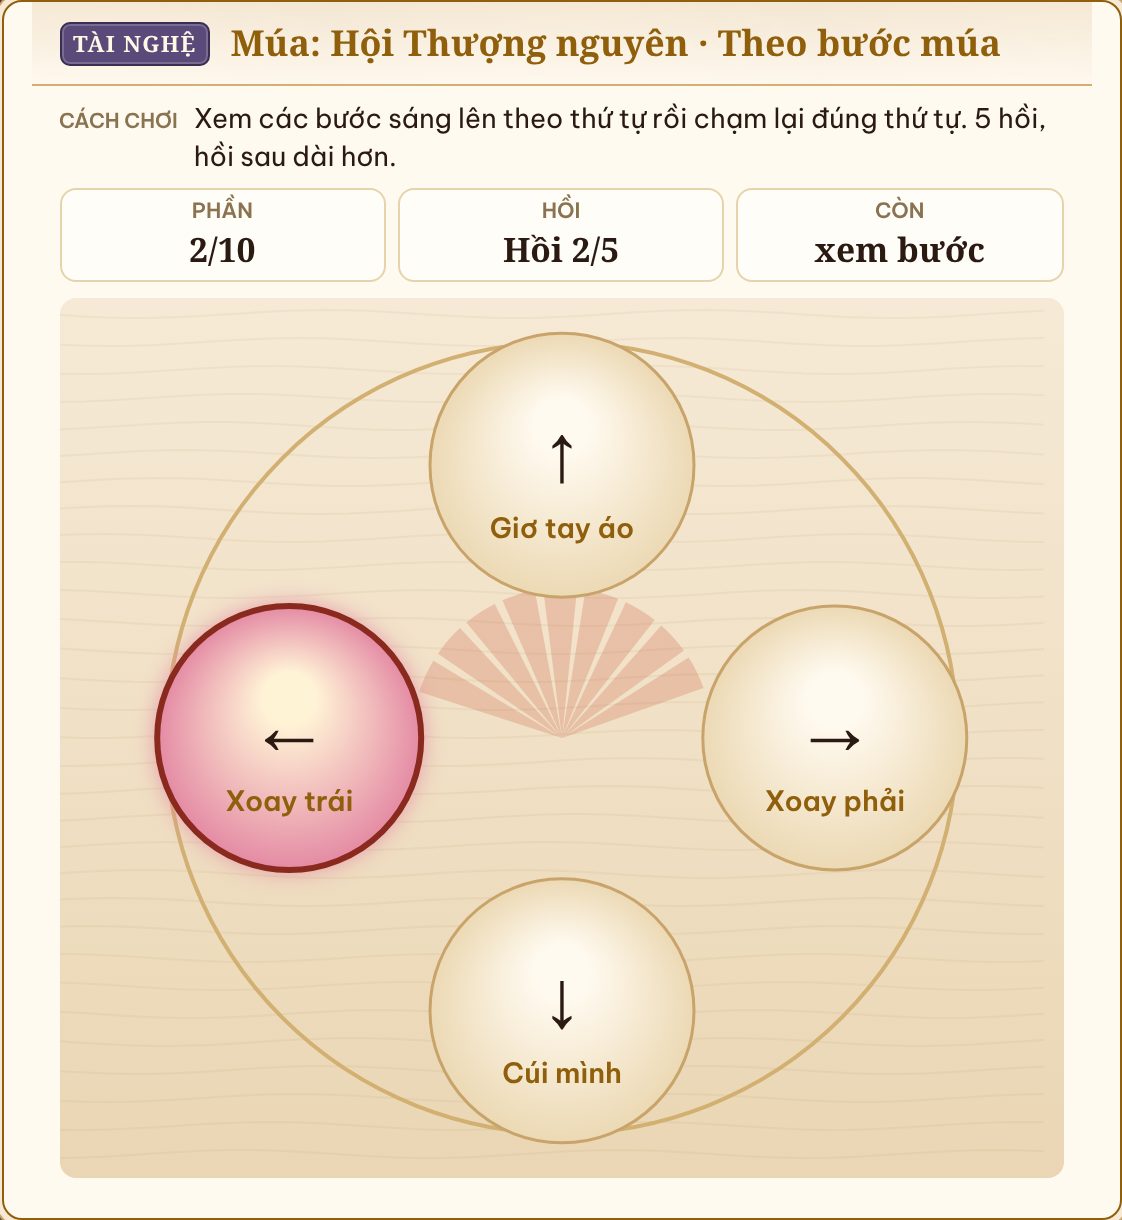 TÀI NGHỆ
Múa: Hội Thượng nguyên · Theo bước múa
CÁCH CHƠI
Xem các bước sáng lên theo thứ tự rồi chạm lại đúng thứ tự. 5 hồi,
hồi sau dài hơn.
PHẦN
2/10
HỒI
Hồi 2/5
CÒN
xem bước
↑
Giơ tay áo
←
Xoay trái
→
Xoay phải
↓
Cúi mình